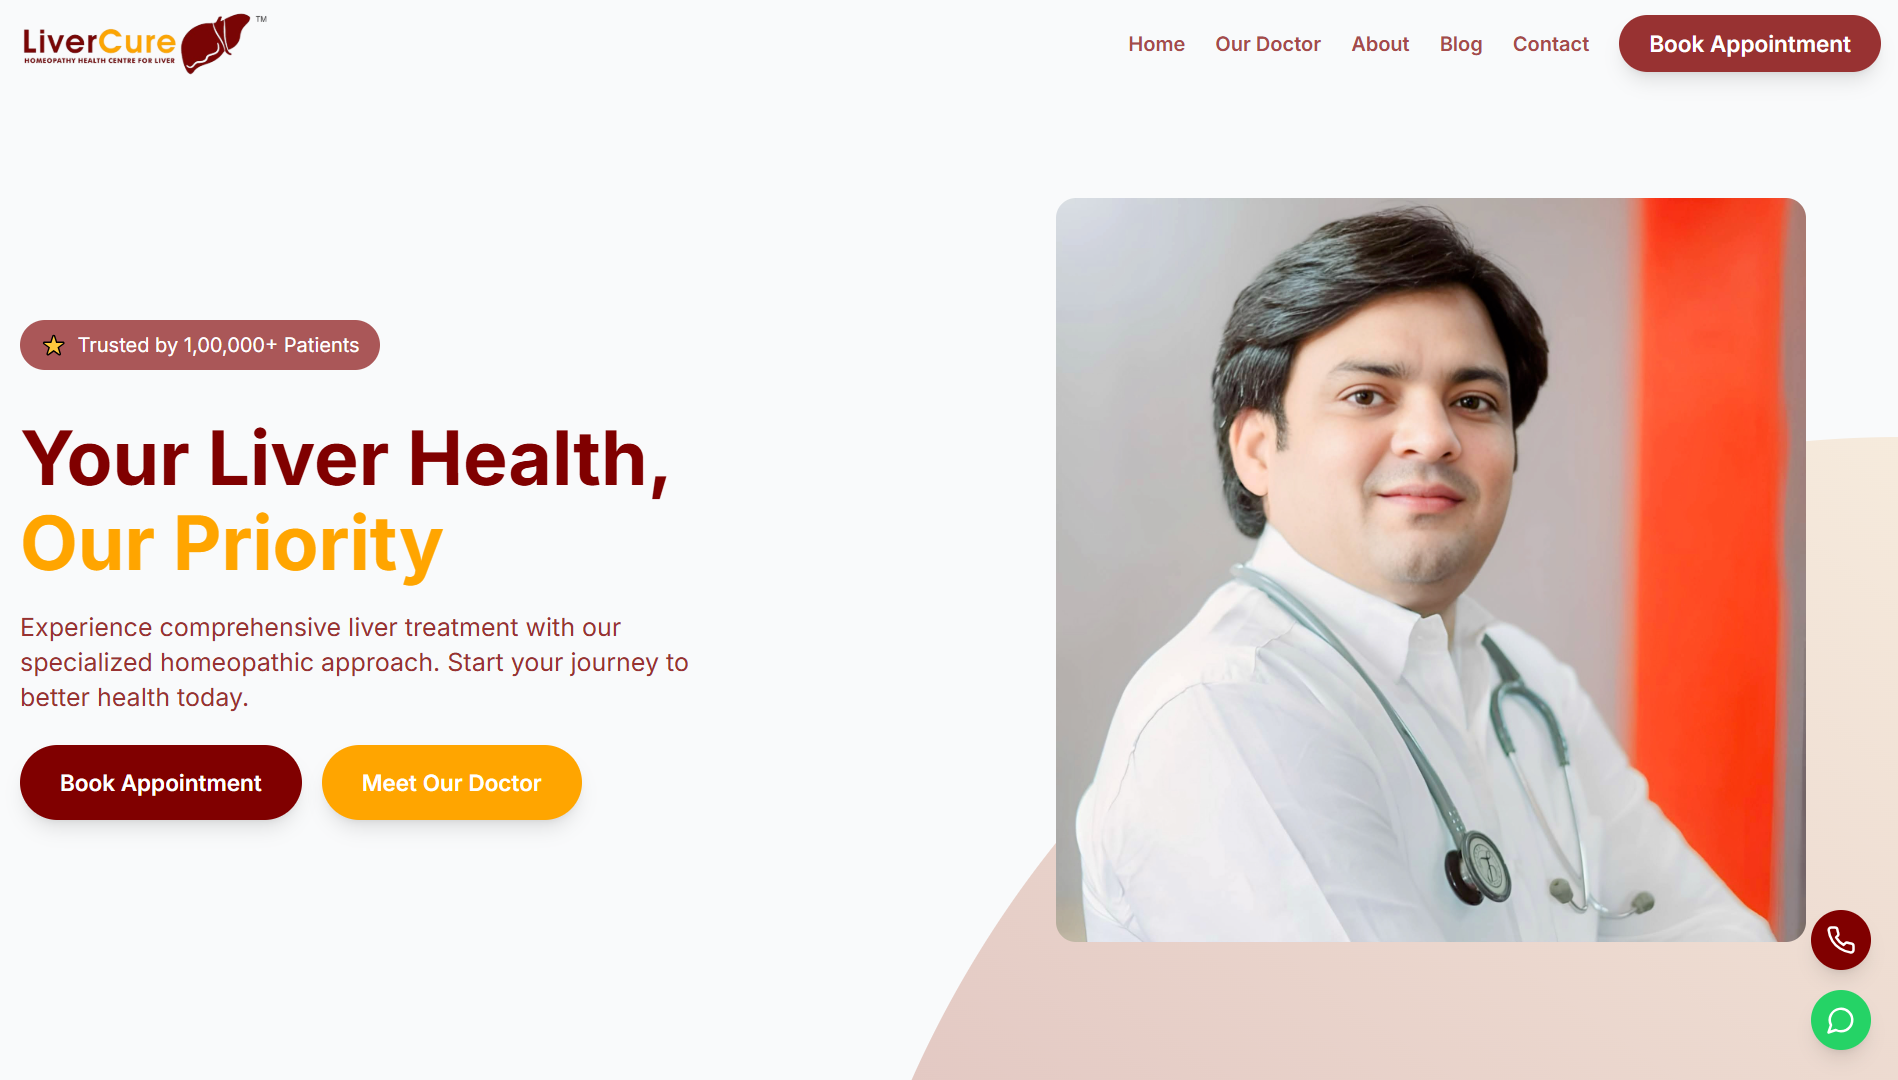 LiverCure TM
HOMEOPATHY HEALTH CENTRE FOR LIVER
Home Our Doctor About Blog Contact Book Appointment
Trusted by 1,00,000+ Patients
Your Liver Health,
Our Priority
Experience comprehensive liver treatment with our
specialized homeopathic approach. Start your journey to
better health today.
Book Appointment Meet Our Doctor